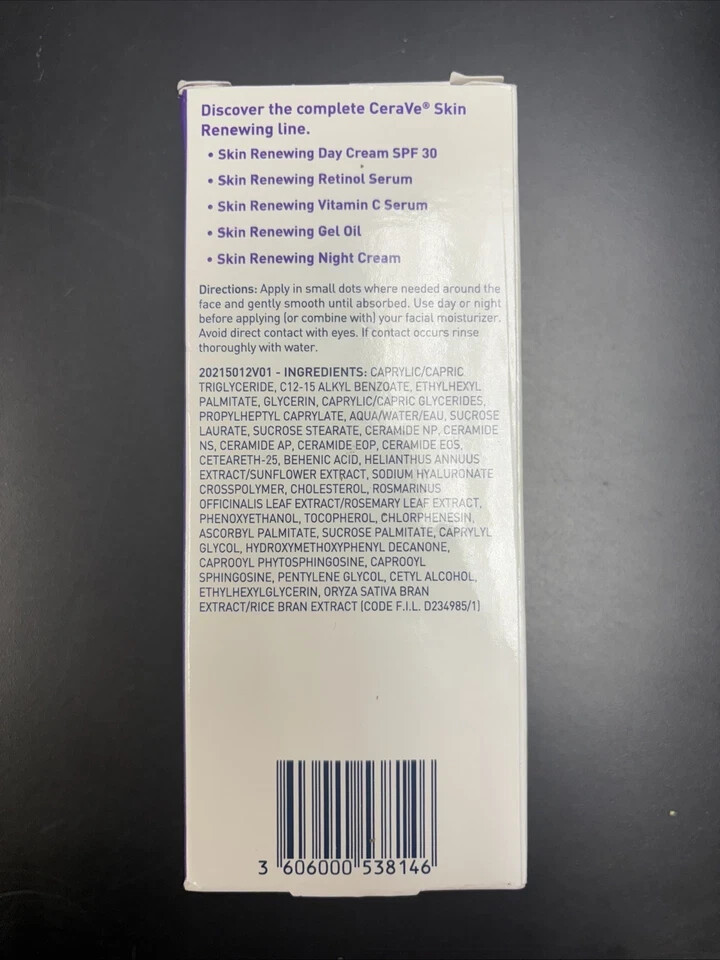 Discover the complete CeraVe® Skin
Renewing line.
• Skin Renewing Day Cream SPF 30
• Skin Renewing Retinol Serum
• Skin Renewing Vitamin C Serum
• Skin Renewing Gel Oil
• Skin Renewing Night Cream
Directions: Apply in small dots where needed around the
face and gently smooth until absorbed. Use day or night
before applying (or combine with) your facial moisturizer.
Avoid direct contact with eyes. If contact occurs rinse
thoroughly with water.
20215012V01 - INGREDIENTS: CAPRYLIC/CAPRIC
TRIGLYCERIDE, C12-15 ALKYL BENZOATE, ETHYLHEXYL
PALMITATE, GLYCERIN, CAPRYLIC/CAPRIC GLYCERIDES,
PROPYLHEPTYL CAPRYLATE, AQUA/WATER/EAU, SUCROSE
LAURATE, SUCROSE STEARATE, CERAMIDE NP, CERAMIDE
NS, CERAMIDE AP, CERAMIDE EOP, CERAMIDE EOS,
CETEARETH-25, BEHENIC ACID, HELIANTHUS ANNUUS
EXTRACT/SUNFLOWER EXTRACT, SODIUM HYALURONATE
CROSSPOLYMER, CHOLESTEROL, ROSMARINUS
OFFICINALIS LEAF EXTRACT/ROSEMARY LEAF EXTRACT,
PHENOXYETHANOL, TOCOPHEROL, CHLORPHENESIN,
ASCORBYL PALMITATE, SUCROSE PALMITATE, CAPRYLYL
GLYCOL, HYDROXYMETHOXYPHENYL DECANONE,
CAPROOYL PHYTOSPHINGOSINE, CAPROOYL
SPHINGOSINE, PENTYLENE GLYCOL, CETYL ALCOHOL,
ETHYLHEXYLGLYCERIN, ORYZA SATIVA BRAN
EXTRACT/RICE BRAN EXTRACT (CODE F.I.L. D234985/1)
3 606000 538146